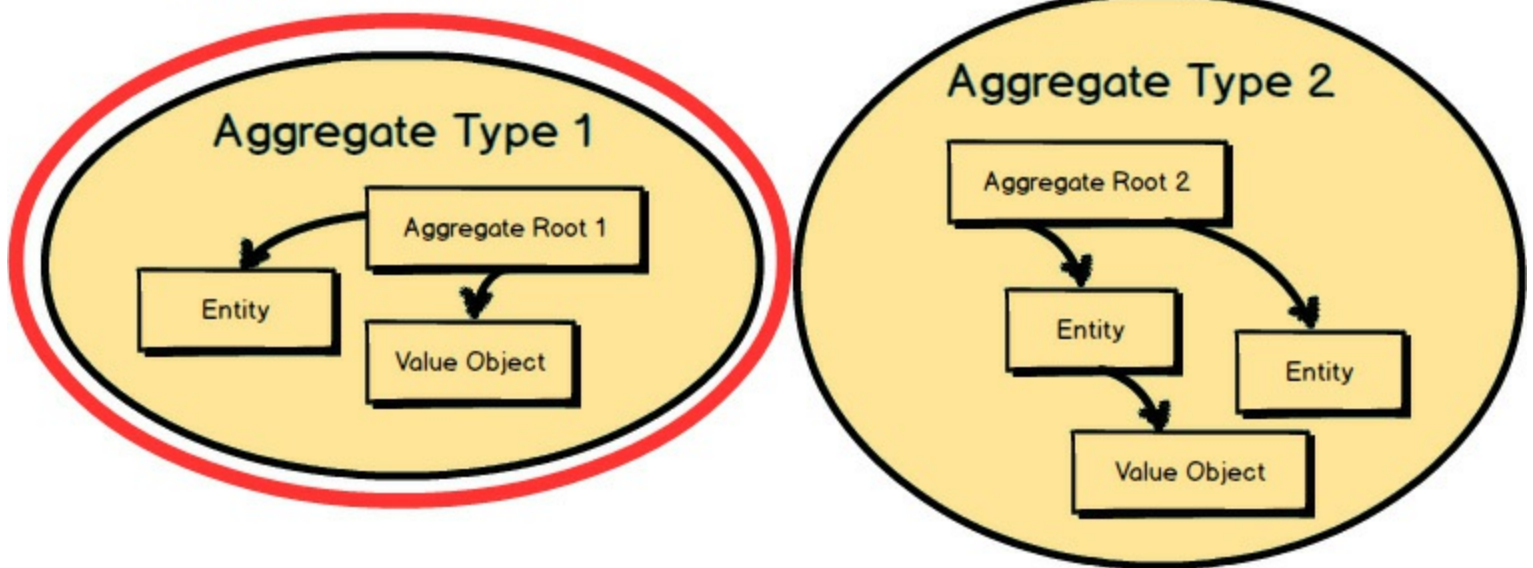 Aggregate Type 1
Aggregate Root 1
Entity
Value Object
Aggregate Type 2
Aggregate Root 2
Entity
Entity
Value Object